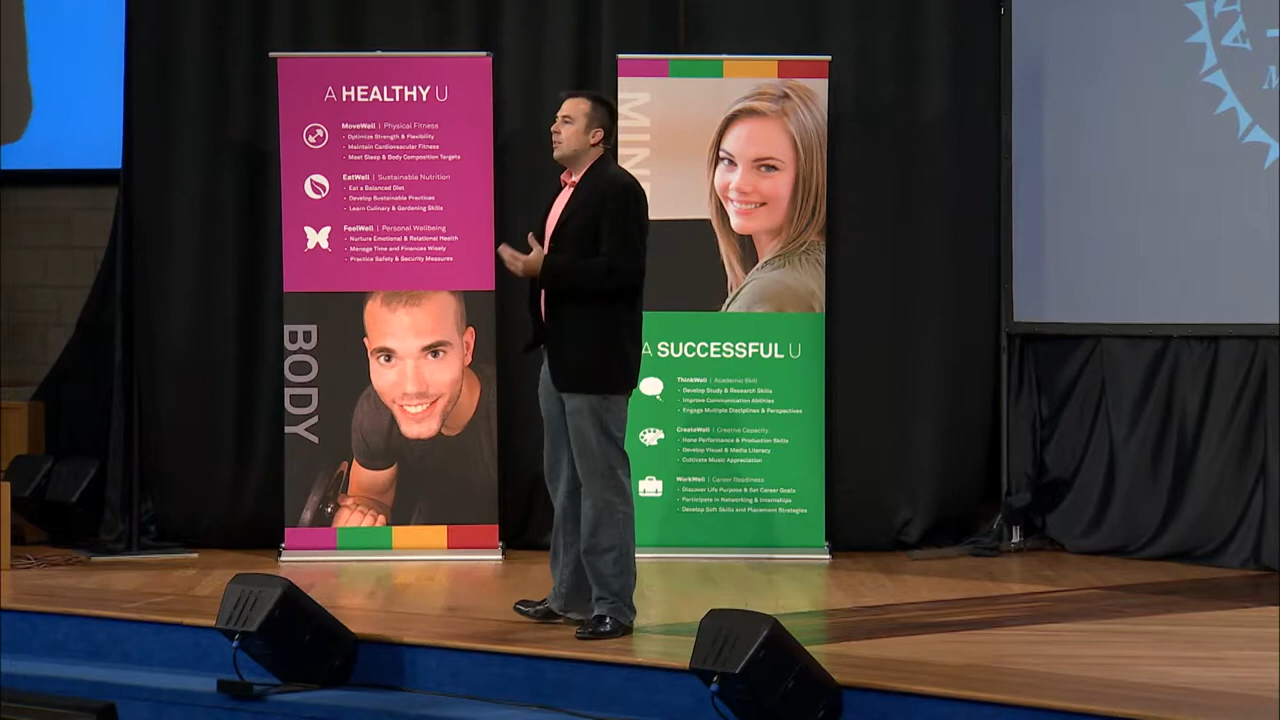 A HEALTHY U
MoveWell | Physical Fitness
• Optimize Strength & Flexibility
• Maintain Cardiovascular Fitness
• Meet Sleep & Body Composition Targets
EatWell | Sustainable Nutrition
• Eat a Balanced Diet
• Develop Sustainable Practices
• Learn Culinary & Gardening Skills
FeelWell | Personal Wellbeing
• Nurture Emotional & Relational Health
• Manage Time and Finances Wisely
• Practice Safety & Security Measures
BODY
MIND
A SUCCESSFUL U
ThinkWell | Academic Skill
• Develop Study & Research Skills
• Improve Communication Abilities
• Engage Multiple Disciplines & Perspectives
CreateWell | Creative Capacity
• Hone Performance & Production Skills
• Develop Visual & Media Literacy
• Cultivate Music Appreciation
WorkWell | Career Readiness
• Discover Life Purpose & Set Career Goals
• Participate in Networking & Internships
• Develop Soft Skills and Placement Strategies